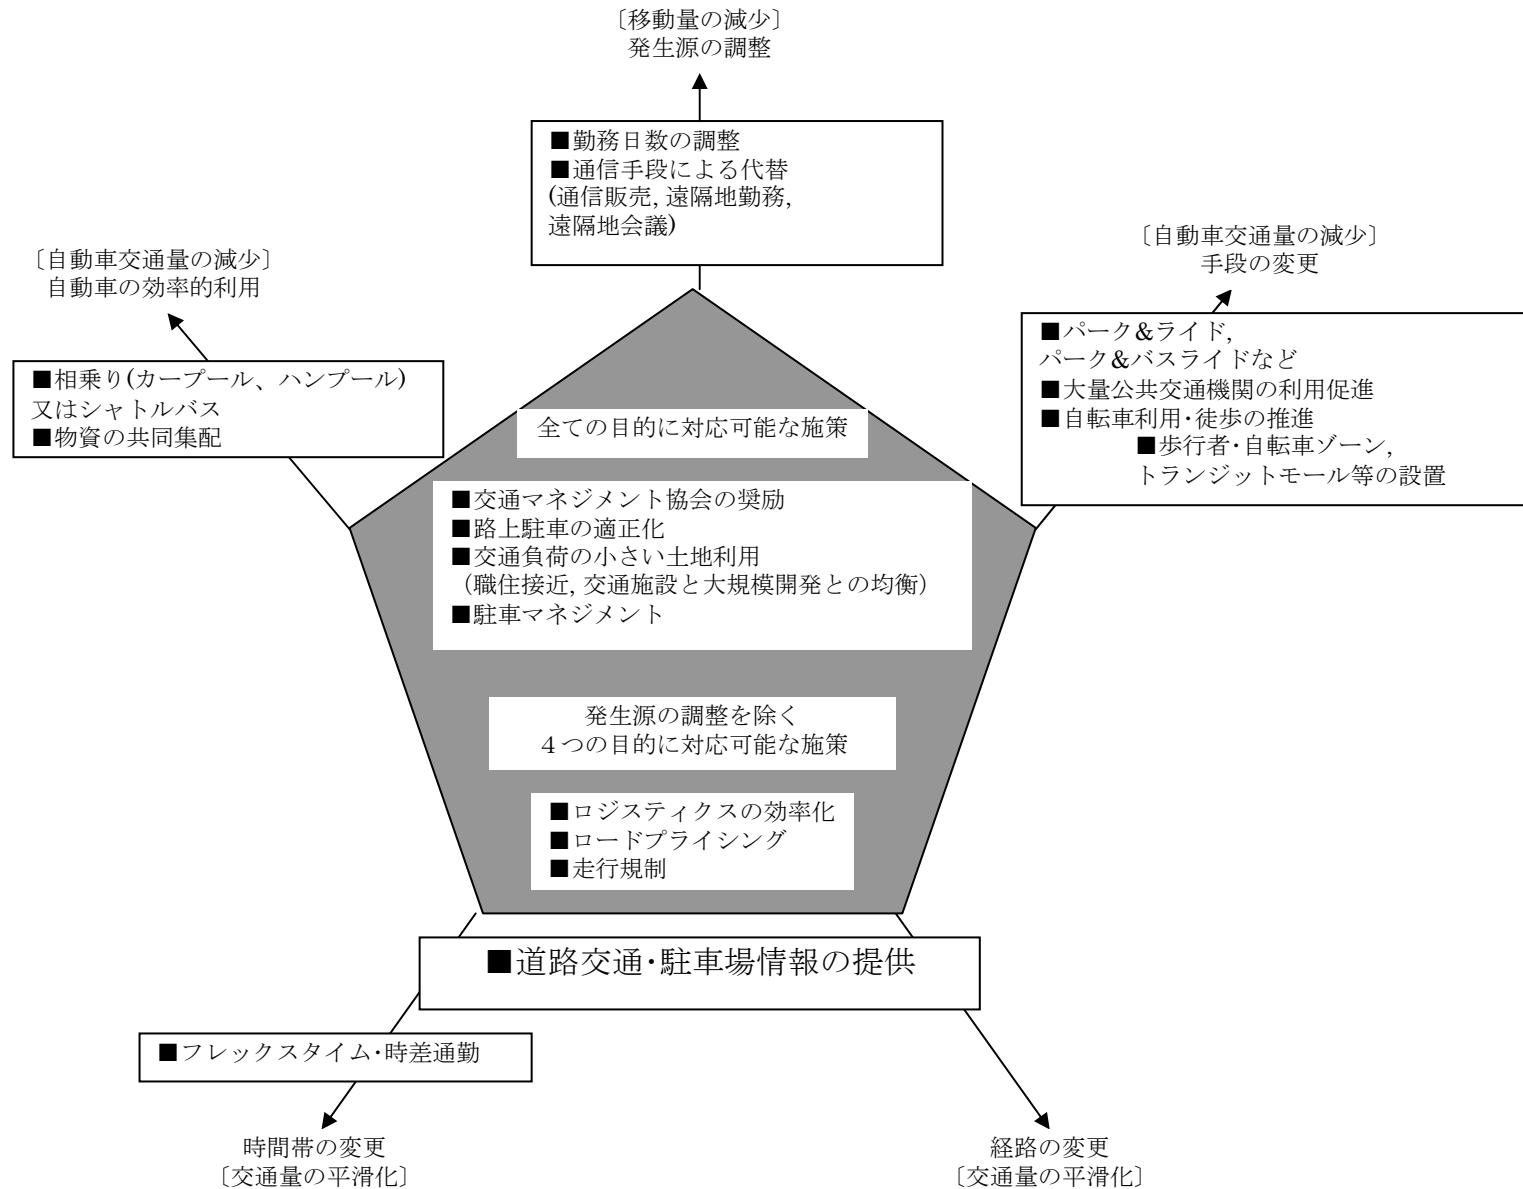 〔移動量の減少〕
発生源の調整
■勤務日数の調整
■通信手段による代替
(通信販売, 遠隔地勤務,
遠隔地会議)
〔自動車交通量の減少〕
自動車の効率的利用
〔自動車交通量の減少〕
手段の変更
■相乗り(カープール、ハンプール)
又はシャトルバス
■物資の共同集配
■パーク&ライド,
パーク&バスライドなど
■大量公共交通機関の利用促進
■自転車利用・徒歩の推進
■歩行者・自転車ゾーン,
トランジットモール等の設置
全ての目的に対応可能な施策
■交通マネジメント協会の奨励
■路上駐車の適正化
■交通負荷の小さい土地利用
（職住接近, 交通施設と大規模開発との均衡）
■駐車マネジメント
発生源の調整を除く
４つの目的に対応可能な施策
■ロジスティクスの効率化
■ロードプライシング
■走行規制
■道路交通・駐車場情報の提供
■フレックスタイム・時差通勤
時間帯の変更
〔交通量の平滑化〕
経路の変更
〔交通量の平滑化〕